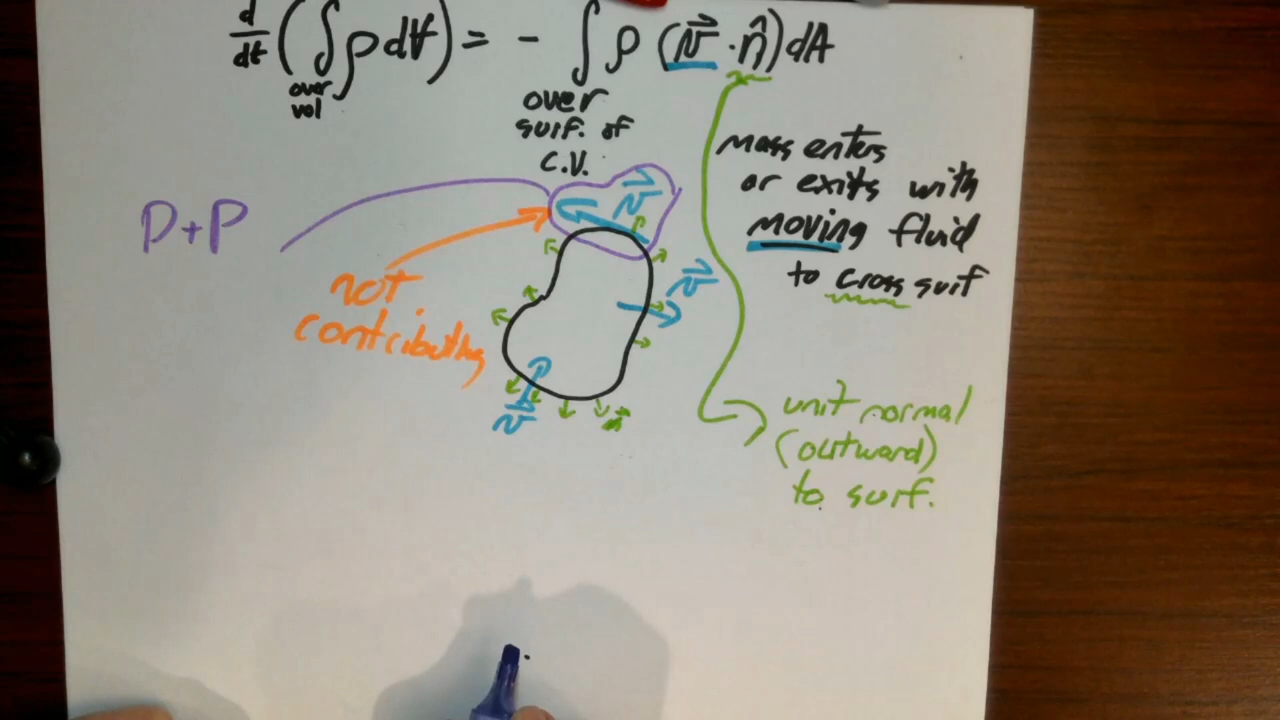 d/dt (∫ρdV) = - ∫ρ (v⃗·n̂)dA
over vol
over
surf. of
C.V.
mass enters
or exits with
moving fluid
to cross surf
v⃗
P+P
not
contributing
v⃗
v⃗
n⃗
unit normal
(outward)
to surf.